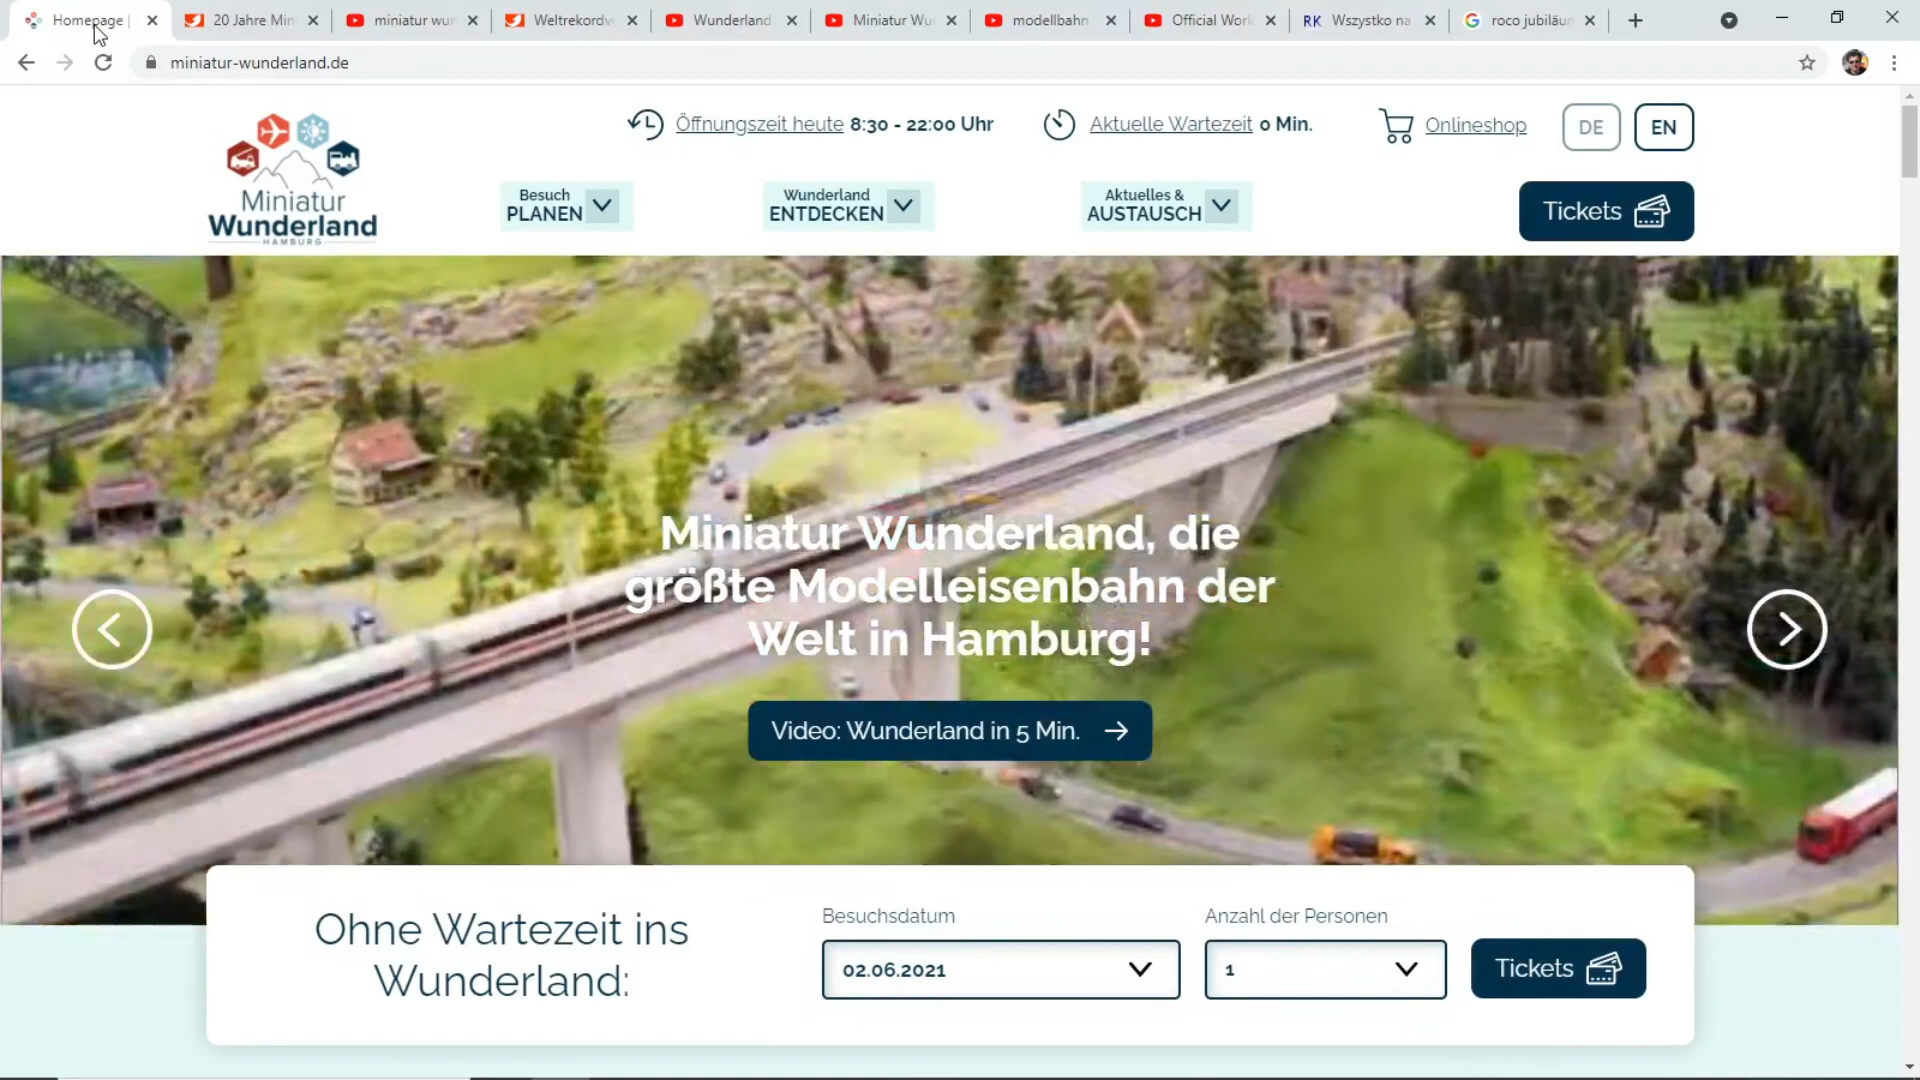 Homepage |
20 Jahre Min
miniatur wun
Weltrekordv
Wunderland
Miniatur Wu
modellbahn
Official Worl
RK Wszystko na
roco jubiläu
miniatur-wunderland.de
Öffnungszeit heute 8:30 - 22:00 Uhr
Aktuelle Wartezeit 0 Min.
Onlineshop
DE
EN
Miniatur
Wunderland
HAMBURG
Besuch
PLANEN
Wunderland
ENTDECKEN
Aktuelles &
AUSTAUSCH
Tickets
Miniatur Wunderland, die
größte Modelleisenbahn der
Welt in Hamburg!
Video: Wunderland in 5 Min.
Ohne Wartezeit ins
Wunderland:
Besuchsdatum
02.06.2021
Anzahl der Personen
1
Tickets